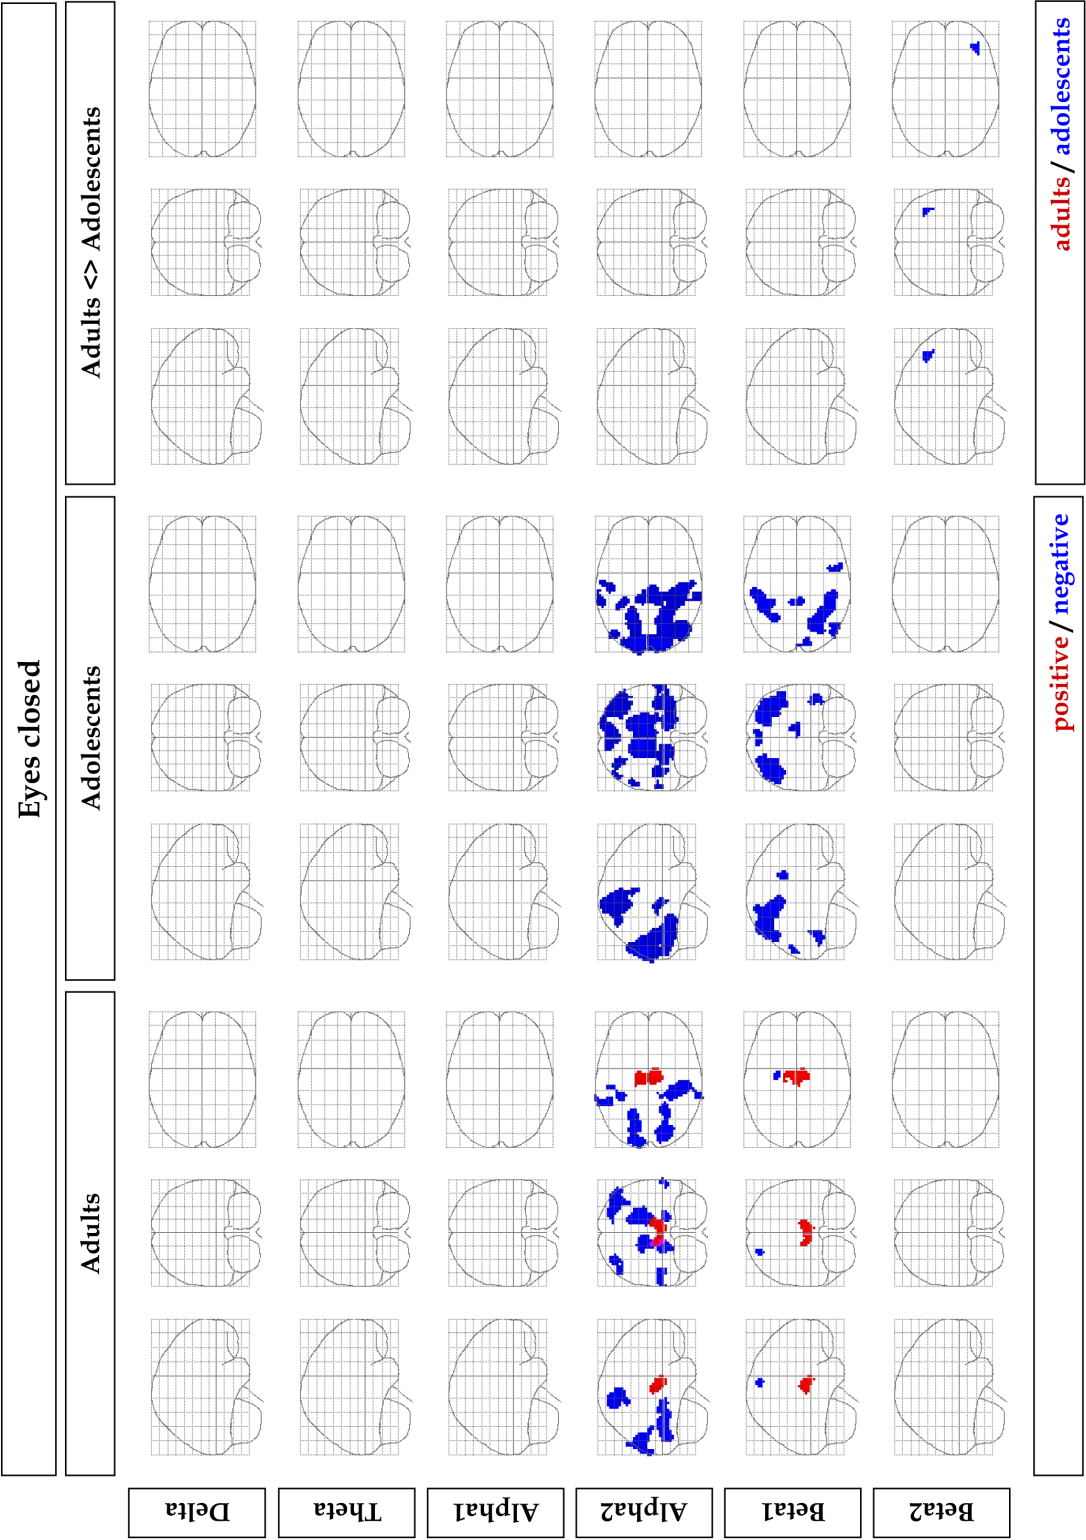 Eyes closed
Adults
Adolescents
Adults <> Adolescents
Delta
Theta
Alpha1
Alpha2
Beta1
Beta2
positive / negative
adults / adolescents